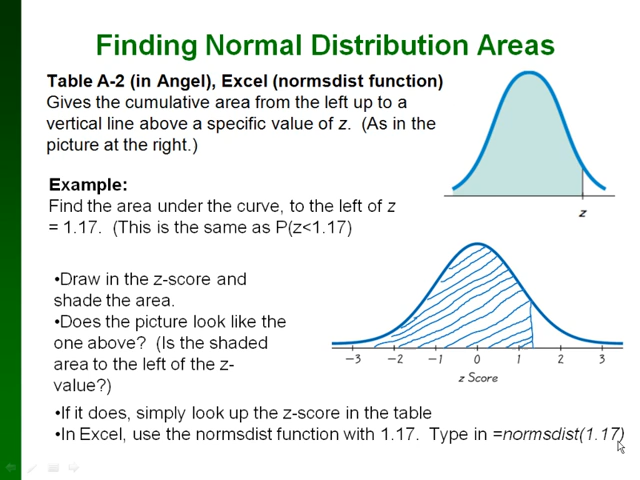 Finding Normal Distribution Areas
Table A-2 (in Angel), Excel (normsdist function)
Gives the cumulative area from the left up to a
vertical line above a specific value of z. (As in the
picture at the right.)
z
Example:
Find the area under the curve, to the left of z
= 1.17. (This is the same as P(z<1.17)
•Draw in the z-score and
shade the area.
•Does the picture look like the
one above? (Is the shaded
area to the left of the z-
value?)
−3 −2 −1 0 1 2 3
z Score
•If it does, simply look up the z-score in the table
•In Excel, use the normsdist function with 1.17. Type in =normsdist(1.17)